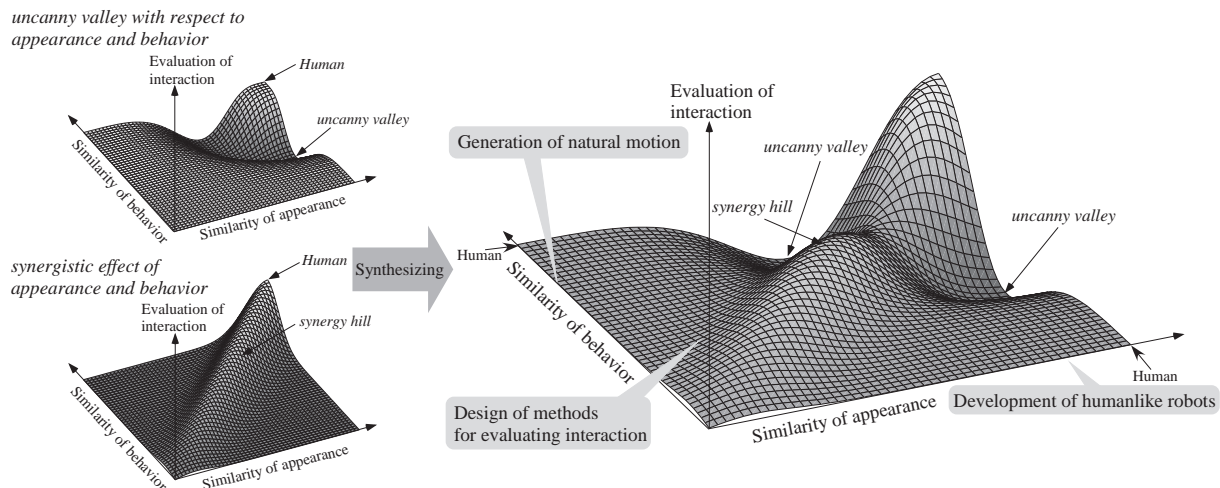 uncanny valley with respect to
appearance and behavior
Evaluation of
interaction
Human
uncanny valley
Similarity of behavior
Similarity of appearance
synergistic effect of
appearance and behavior
Evaluation of
interaction
Human
synergy hill
Similarity of behavior
Similarity of appearance
Synthesizing
Evaluation of
interaction
Generation of natural motion
uncanny valley
synergy hill
uncanny valley
Human
Similarity of behavior
Design of methods
for evaluating interaction
Similarity of appearance
Human
Development of humanlike robots